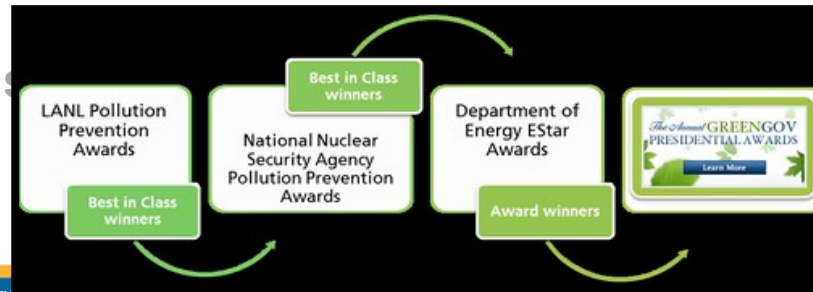 LANL Pollution
Prevention
Awards
Best in Class
winners
National Nuclear
Security Agency
Pollution Prevention
Awards
Best in Class
winners
Department of
Energy EStar
Awards
Award winners
The Annual GREENGOV
PRESIDENTIAL AWARDS
Learn More